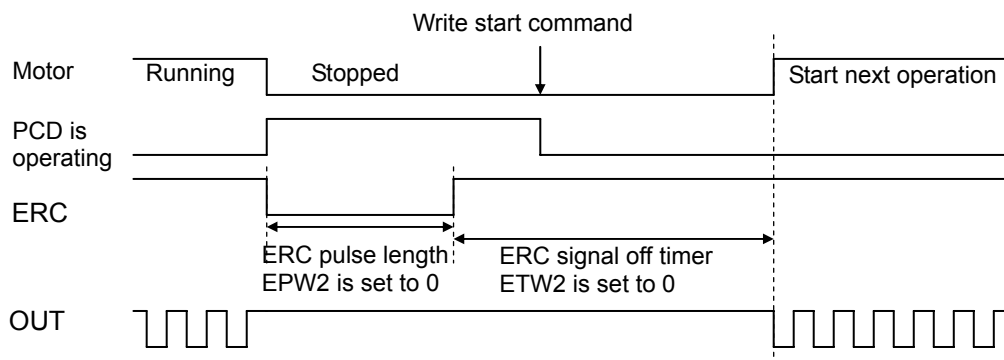 Write start command
Motor
Running
Stopped
Start next operation
PCD is
operating
ERC
ERC pulse length
EPW2 is set to 0
ERC signal off timer
ETW2 is set to 0
OUT